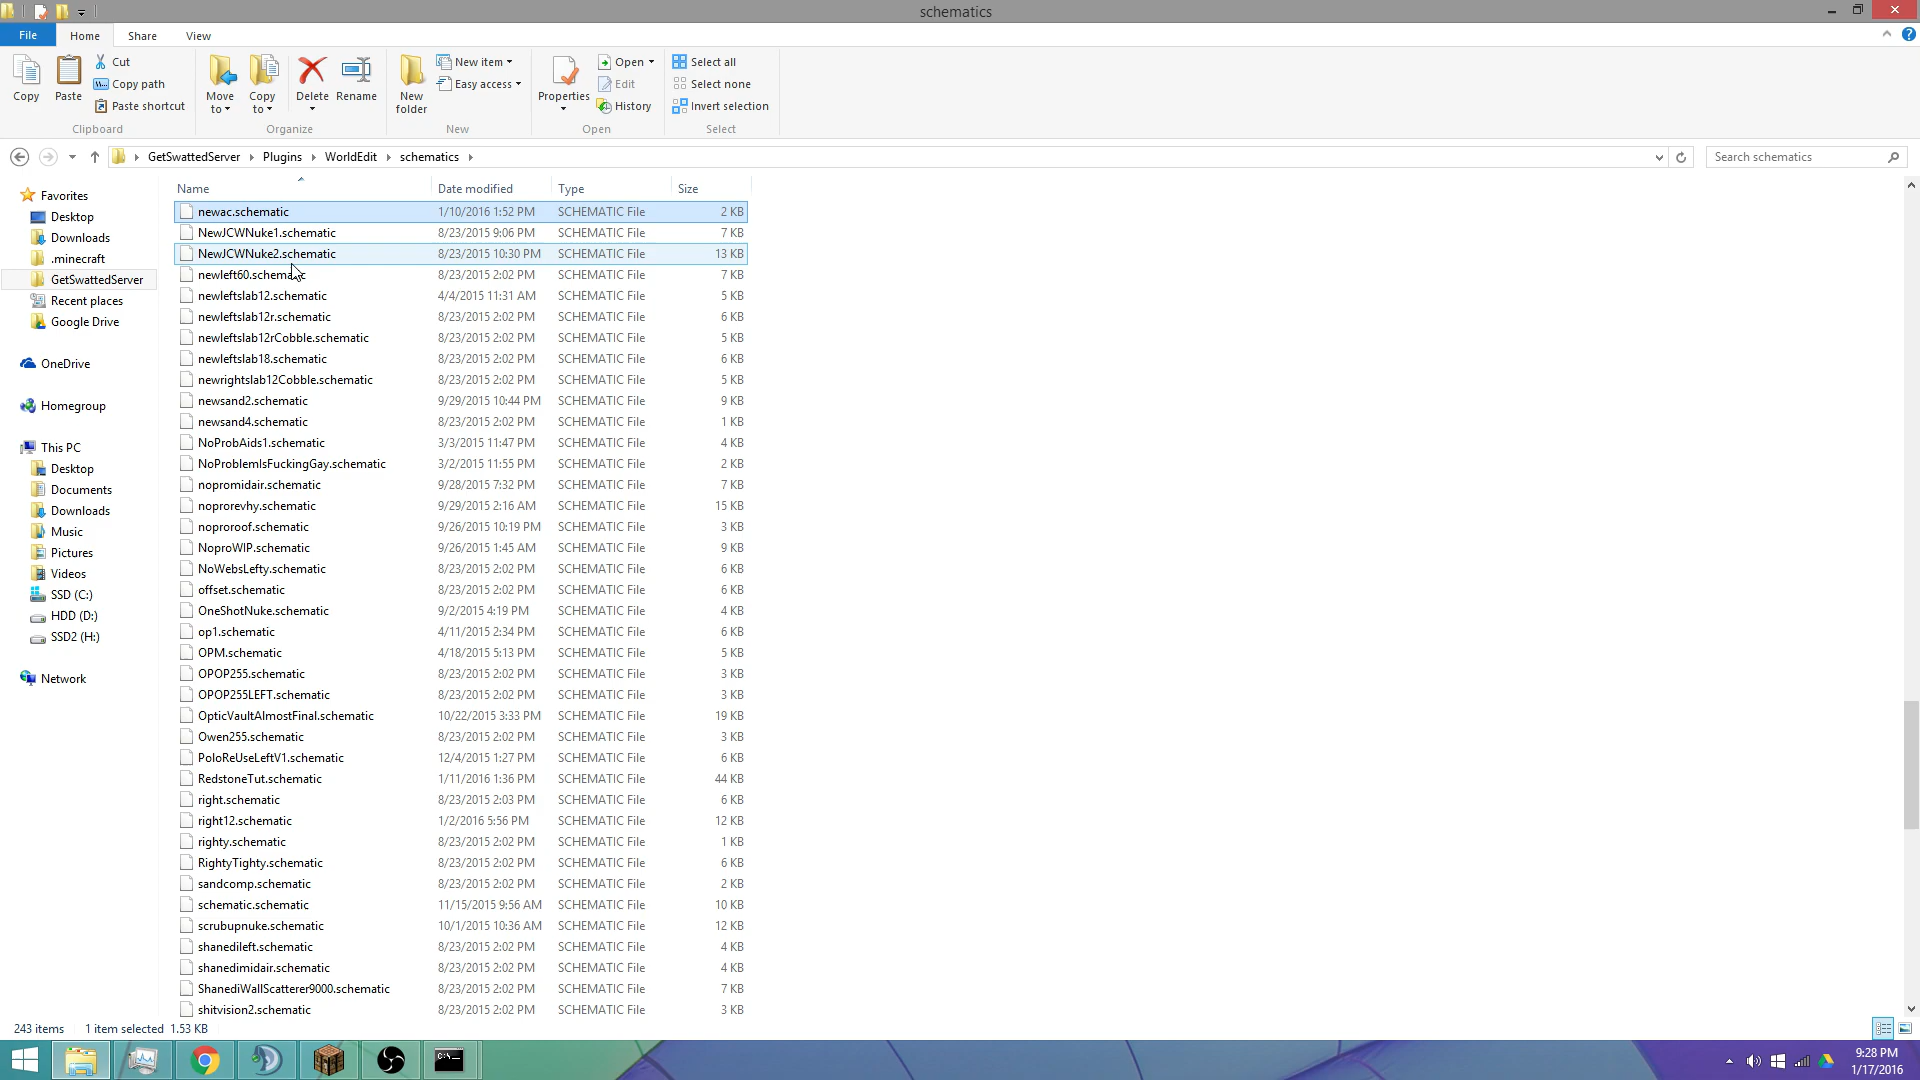 schematics
File Home Share View
Copy
Paste
Cut
Copy path
Paste shortcut
Clipboard
Move to
Copy to
Delete
Rename
Organize
New folder
New item
Easy access
New
Properties
Open
Edit
History
Open
Select all
Select none
Invert selection
Select
GetSwattedServer Plugins WorldEdit schematics
Search schematics
Favorites
Desktop
Downloads
.minecraft
GetSwattedServer
Recent places
Google Drive
OneDrive
Homegroup
This PC
Desktop
Documents
Downloads
Music
Pictures
Videos
SSD (C:)
HDD (D:)
SSD2 (H:)
Network
Name Date modified Type Size
newac.schematic 1/10/2016 1:52 PM SCHEMATIC File 2 KB
NewJCWNuke1.schematic 8/23/2015 9:06 PM SCHEMATIC File 7 KB
NewJCWNuke2.schematic 8/23/2015 10:30 PM SCHEMATIC File 13 KB
newleft60.schematic 8/23/2015 2:02 PM SCHEMATIC File 7 KB
newleftslab12.schematic 4/4/2015 11:31 AM SCHEMATIC File 5 KB
newleftslab12r.schematic 8/23/2015 2:02 PM SCHEMATIC File 6 KB
newleftslab12rCobble.schematic 8/23/2015 2:02 PM SCHEMATIC File 5 KB
newleftslab18.schematic 8/23/2015 2:02 PM SCHEMATIC File 6 KB
newrightslab12Cobble.schematic 8/23/2015 2:02 PM SCHEMATIC File 5 KB
newsand2.schematic 9/29/2015 10:44 PM SCHEMATIC File 9 KB
newsand4.schematic 8/23/2015 2:02 PM SCHEMATIC File 1 KB
NoProbAids1.schematic 3/3/2015 11:47 PM SCHEMATIC File 4 KB
NoProblemIsFuckingGay.schematic 3/2/2015 11:55 PM SCHEMATIC File 2 KB
nopromidair.schematic 9/28/2015 7:32 PM SCHEMATIC File 7 KB
noprorevhy.schematic 9/29/2015 2:16 AM SCHEMATIC File 15 KB
noproroof.schematic 9/26/2015 10:19 PM SCHEMATIC File 3 KB
NoproWIP.schematic 9/26/2015 1:45 AM SCHEMATIC File 9 KB
NoWebsLefty.schematic 8/23/2015 2:02 PM SCHEMATIC File 6 KB
offset.schematic 8/23/2015 2:02 PM SCHEMATIC File 6 KB
OneShotNuke.schematic 9/2/2015 4:19 PM SCHEMATIC File 4 KB
op1.schematic 4/11/2015 2:34 PM SCHEMATIC File 6 KB
OPM.schematic 4/18/2015 5:13 PM SCHEMATIC File 5 KB
OPOP255.schematic 8/23/2015 2:02 PM SCHEMATIC File 3 KB
OPOP255LEFT.schematic 8/23/2015 2:02 PM SCHEMATIC File 3 KB
OpticVaultAlmostFinal.schematic 10/22/2015 3:33 PM SCHEMATIC File 19 KB
Owen255.schematic 8/23/2015 2:02 PM SCHEMATIC File 3 KB
PoloReUseLeftV1.schematic 12/4/2015 1:27 PM SCHEMATIC File 6 KB
RedstoneTut.schematic 1/11/2016 1:36 PM SCHEMATIC File 44 KB
right.schematic 8/23/2015 2:03 PM SCHEMATIC File 6 KB
right12.schematic 1/2/2016 5:56 PM SCHEMATIC File 12 KB
righty.schematic 8/23/2015 2:02 PM SCHEMATIC File 1 KB
RightyTighty.schematic 8/23/2015 2:02 PM SCHEMATIC File 6 KB
sandcomp.schematic 8/23/2015 2:02 PM SCHEMATIC File 2 KB
schematic.schematic 11/15/2015 9:56 AM SCHEMATIC File 10 KB
scrubupnuke.schematic 10/1/2015 10:36 AM SCHEMATIC File 12 KB
shanedileft.schematic 8/23/2015 2:02 PM SCHEMATIC File 4 KB
shanedimidair.schematic 8/23/2015 2:02 PM SCHEMATIC File 4 KB
ShanediWallScatterer9000.schematic 8/23/2015 2:02 PM SCHEMATIC File 7 KB
shitvision2.schematic 8/23/2015 2:02 PM SCHEMATIC File 3 KB
243 items 1 item selected 1.53 KB
C:\
9:28 PM
1/17/2016